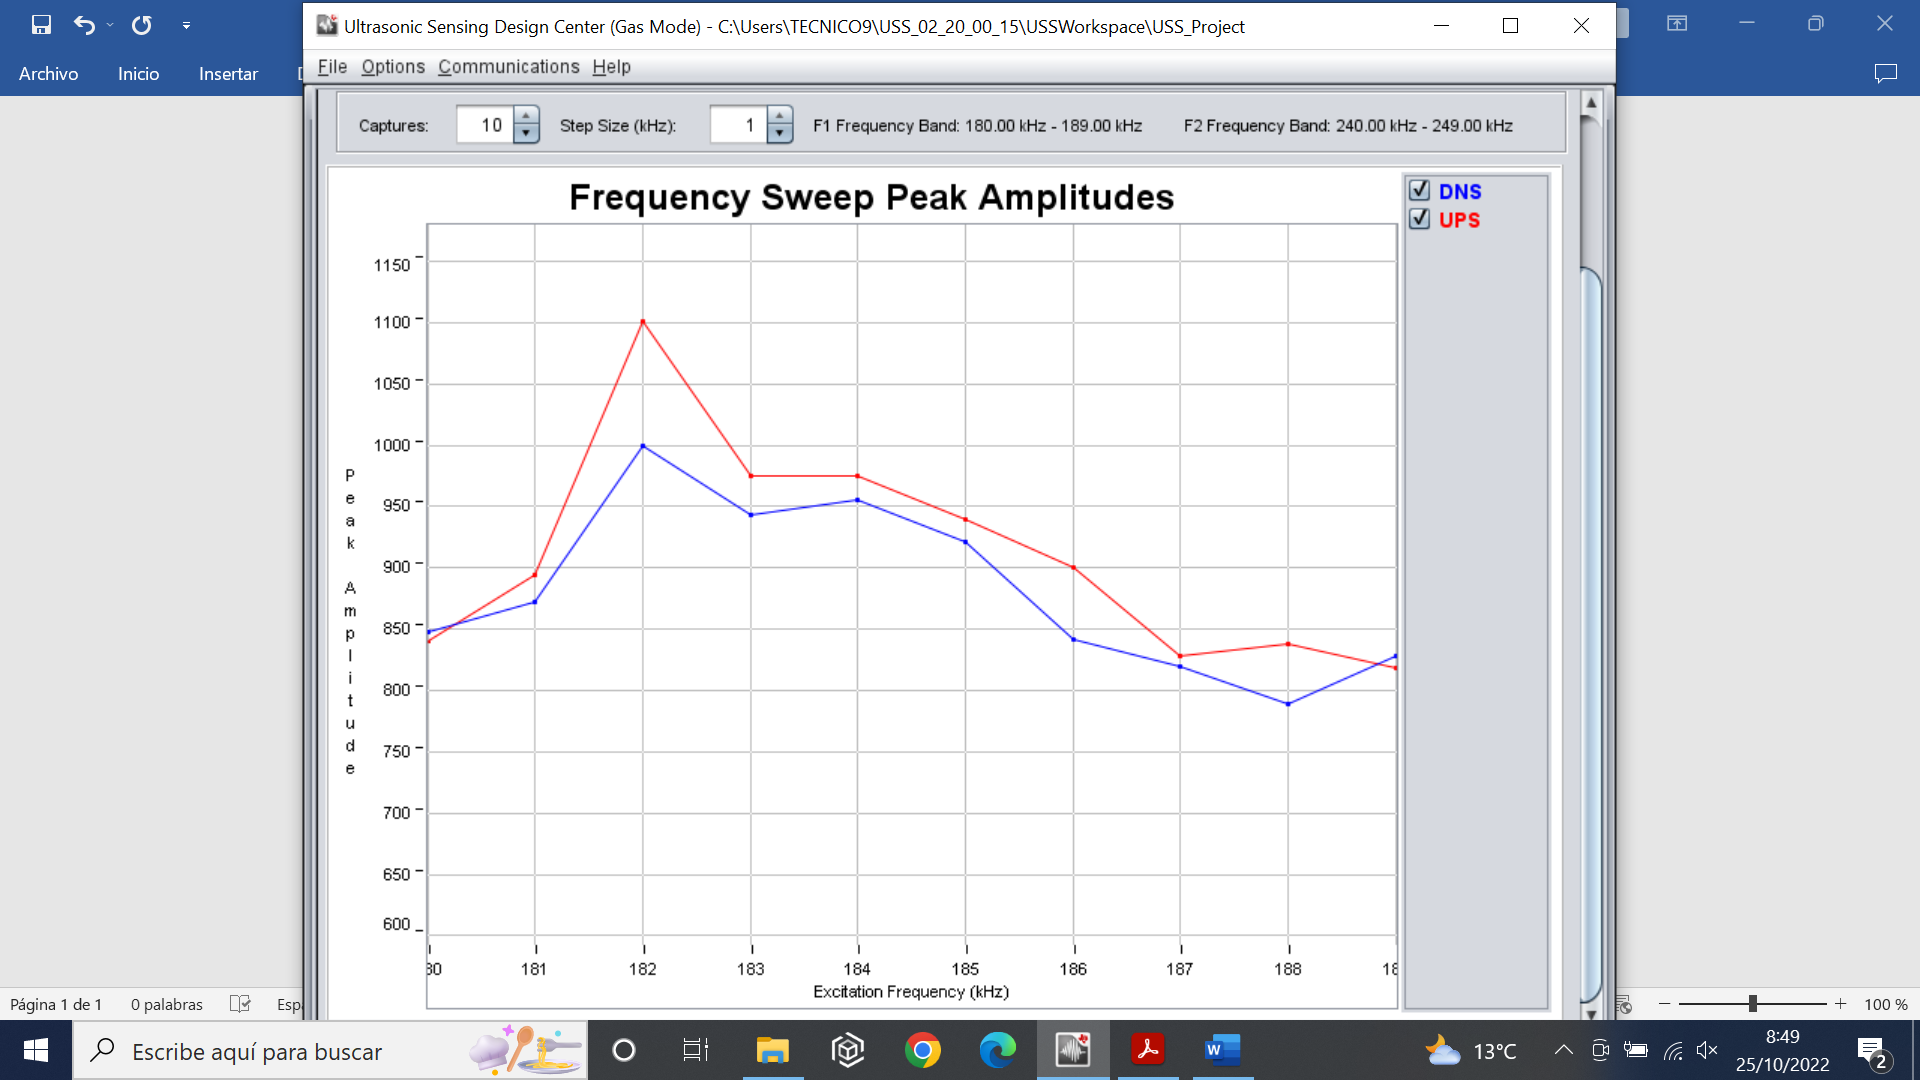 Ultrasonic Sensing Design Center (Gas Mode) - C:\Users\TECNICO9\USS_02_20_00_15\USSWorkspace\USS_Project
Archivo Inicio Insertar
File Options Communications Help
Captures: 10 Step Size (kHz): 1 F1 Frequency Band: 180.00 kHz - 189.00 kHz F2 Frequency Band: 240.00 kHz - 249.00 kHz
Frequency Sweep Peak Amplitudes
DNS
UPS
1150
1100
1050
1000
950
900
850
800
750
700
650
600
Peak Amplitude
181 182 183 184 185 186 187 188
Excitation Frequency (kHz)
Página 1 de 1 0 palabras 100 %
Escribe aquí para buscar
13°C
8:49
25/10/2022
2